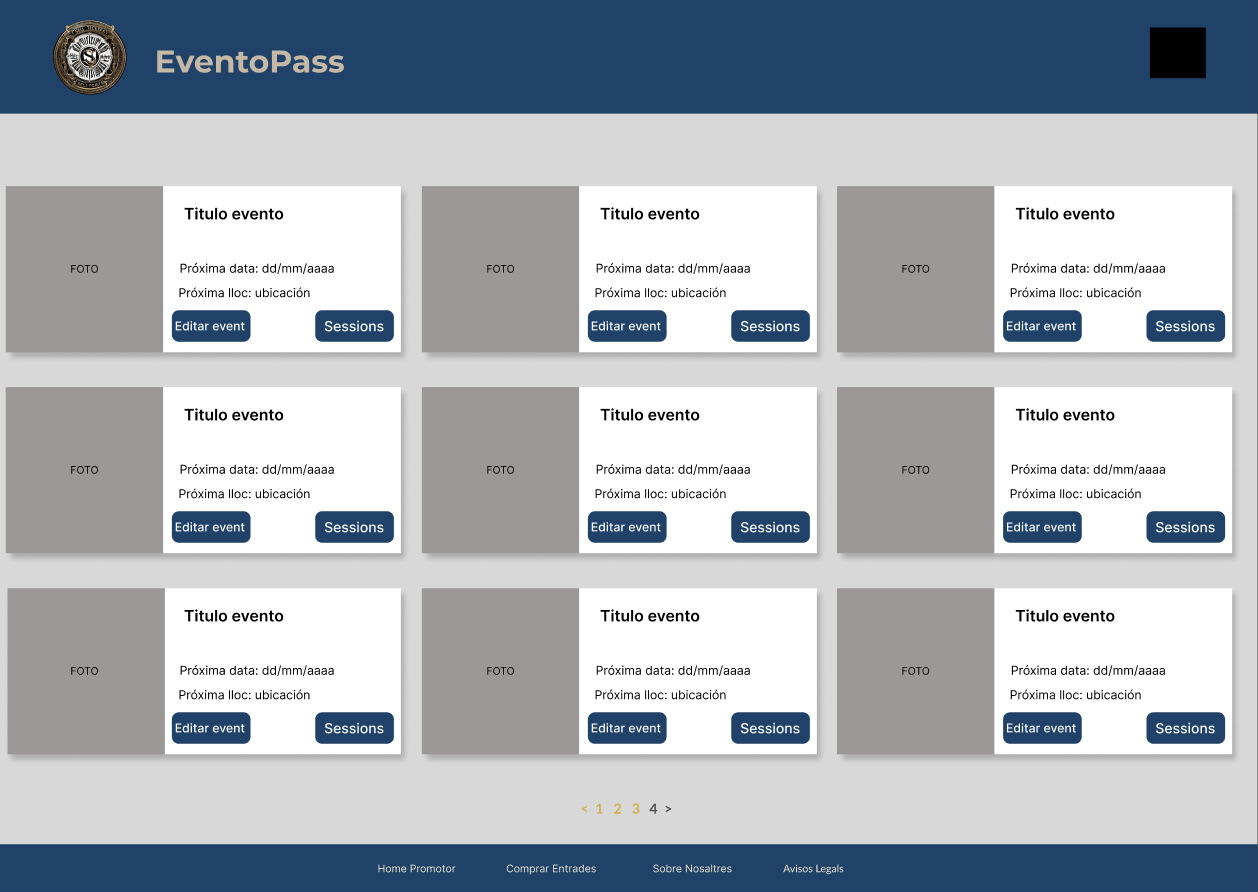 EventoPass
Titulo evento
FOTO
Próxima data: dd/mm/aaaa
Próxima lloc: ubicación
Editar event
Sessions
Titulo evento
FOTO
Próxima data: dd/mm/aaaa
Próxima lloc: ubicación
Editar event
Sessions
Titulo evento
FOTO
Próxima data: dd/mm/aaaa
Próxima lloc: ubicación
Editar event
Sessions
Titulo evento
FOTO
Próxima data: dd/mm/aaaa
Próxima lloc: ubicación
Editar event
Sessions
Titulo evento
FOTO
Próxima data: dd/mm/aaaa
Próxima lloc: ubicación
Editar event
Sessions
Titulo evento
FOTO
Próxima data: dd/mm/aaaa
Próxima lloc: ubicación
Editar event
Sessions
Titulo evento
FOTO
Próxima data: dd/mm/aaaa
Próxima lloc: ubicación
Editar event
Sessions
Titulo evento
FOTO
Próxima data: dd/mm/aaaa
Próxima lloc: ubicación
Editar event
Sessions
Titulo evento
FOTO
Próxima data: dd/mm/aaaa
Próxima lloc: ubicación
Editar event
Sessions
< 1 2 3 4 >
Home Promotor
Comprar Entrades
Sobre Nosaltres
Avisos Legals